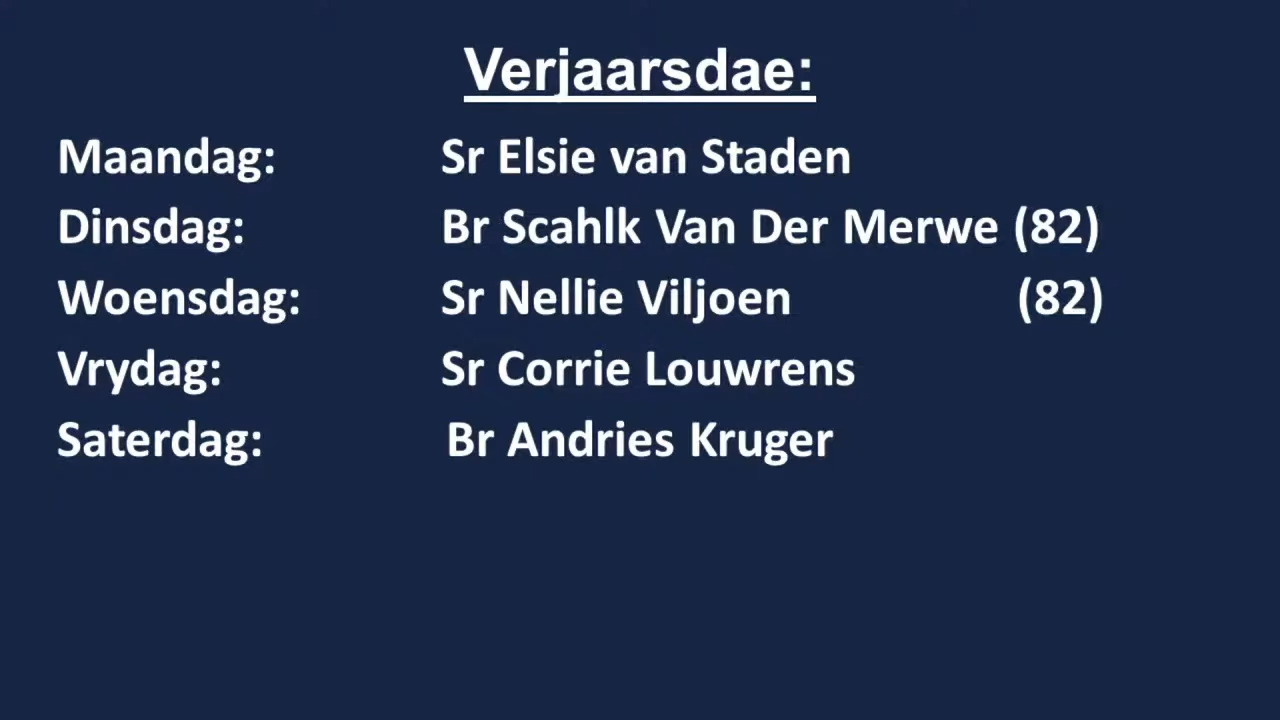 Verjaarsdae:
Maandag: Sr Elsie van Staden
Dinsdag: Br Scahlk Van Der Merwe (82)
Woensdag: Sr Nellie Viljoen (82)
Vrydag: Sr Corrie Louwrens
Saterdag: Br Andries Kruger